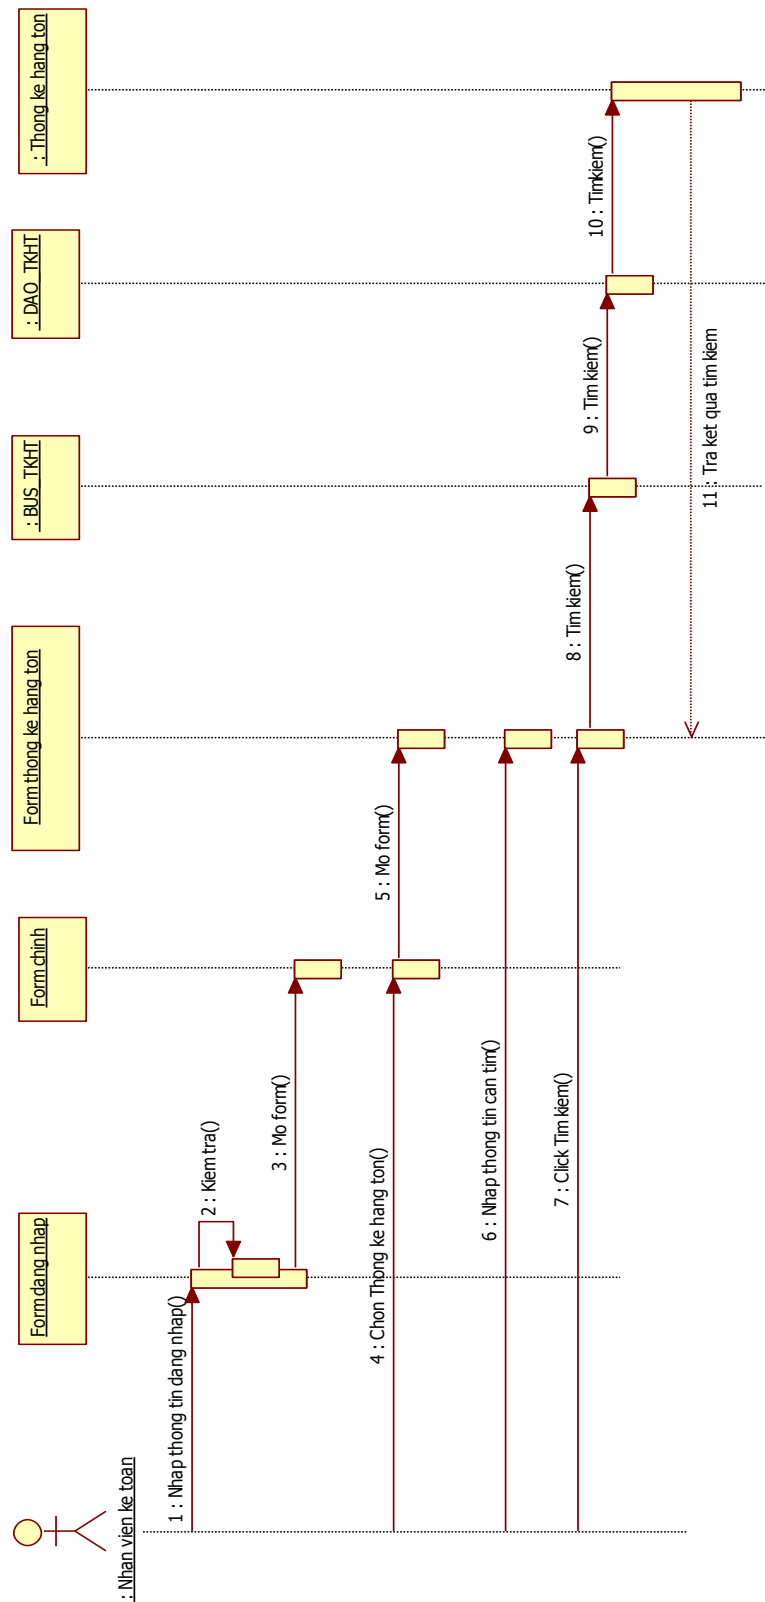 : Nhan vien ke toan
Form dang nhap
Form chinh
Form thong ke hang ton
: BUS_TKHT
: DAO_TKHT
: Thong ke hang ton
1 : Nhap thong tin dang nhap()
2 : Kiem tra()
3 : Mo form()
4 : Chon Thong ke hang ton()
5 : Mo form()
6 : Nhap thong tin can tim()
7 : Click Tim kiem()
8 : Tim kiem()
9 : Tim kiem()
10 : Timkiem()
11 : Tra ket qua tim kiem